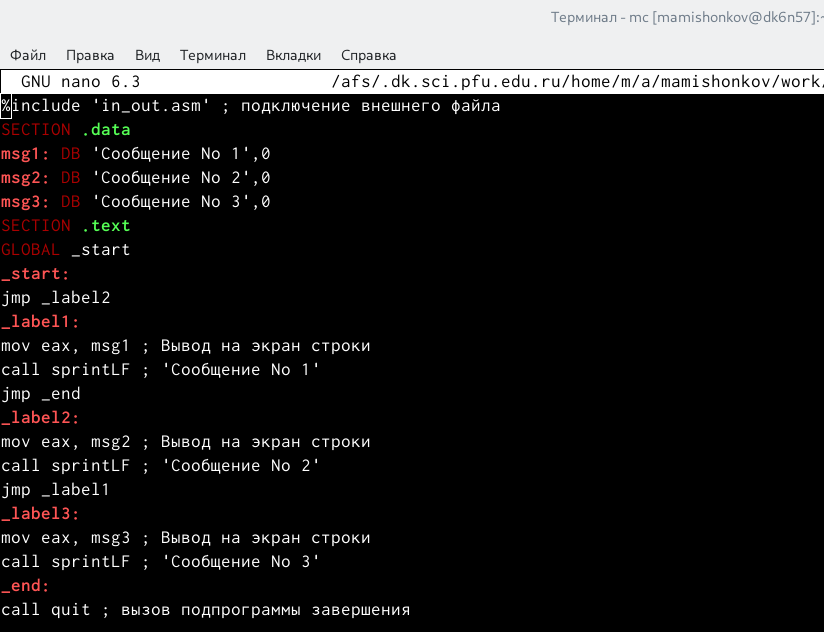 Терминал - mc [mamishonkov@dk6n57]:~
Файл Правка Вид Терминал Вкладки Справка
GNU nano 6.3 /afs/.dk.sci.pfu.edu.ru/home/m/a/mamishonkov/work/
%include 'in_out.asm' ; подключение внешнего файла
SECTION .data
msg1: DB 'Сообщение No 1',0
msg2: DB 'Сообщение No 2',0
msg3: DB 'Сообщение No 3',0
SECTION .text
GLOBAL _start
_start:
jmp _label2
_label1:
mov eax, msg1 ; Вывод на экран строки
call sprintLF ; 'Сообщение No 1'
jmp _end
_label2:
mov eax, msg2 ; Вывод на экран строки
call sprintLF ; 'Сообщение No 2'
jmp _label1
_label3:
mov eax, msg3 ; Вывод на экран строки
call sprintLF ; 'Сообщение No 3'
_end:
call quit ; вызов подпрограммы завершения